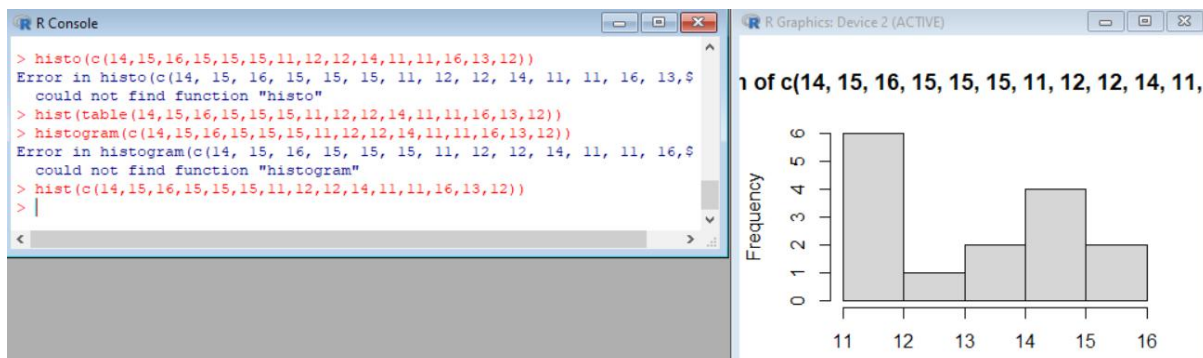 R Console
> histo(c(14,15,16,15,15,15,11,12,12,14,11,11,16,13,12))
Error in histo(c(14, 15, 16, 15, 15, 15, 11, 12, 12, 14, 11, 11, 16, 13,$
could not find function "histo"
> hist(table(14,15,16,15,15,15,11,12,12,14,11,11,16,13,12))
> histogram(c(14,15,16,15,15,15,11,12,12,14,11,11,16,13,12))
Error in histogram(c(14, 15, 16, 15, 15, 15, 11, 12, 12, 14, 11, 11, 16,$
could not find function "histogram"
> hist(c(14,15,16,15,15,15,11,12,12,14,11,11,16,13,12))
>
R Graphics: Device 2 (ACTIVE)
of c(14, 15, 16, 15, 15, 15, 11, 12, 12, 14, 11,
Frequency
6
5
4
3
2
1
0
11 12 13 14 15 16